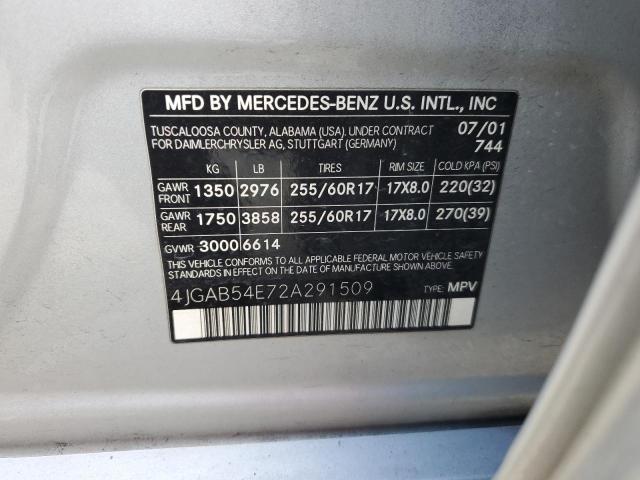 MFD BY MERCEDES-BENZ U.S. INTL., INC
TUSCALOOSA COUNTY, ALABAMA (USA). UNDER CONTRACT 07/01
FOR DAIMLERCHRYSLER AG, STUTTGART (GERMANY) 744
KG LB TIRES RIM SIZE COLD KPA (PSI)
GAWR FRONT 1350 2976 255/60R17 17X8.0 220(32)
GAWR REAR 1750 3858 255/60R17 17X8.0 270(39)
GVWR 3000 6614
THIS VEHICLE CONFORMS TO ALL APPLICABLE FEDERAL MOTOR VEHICLE SAFETY
STANDARDS IN EFFECT ON THE DATE OF MANUFACTURE SHOWN ABOVE.
4JGAB54E72A291509 TYPE: MPV